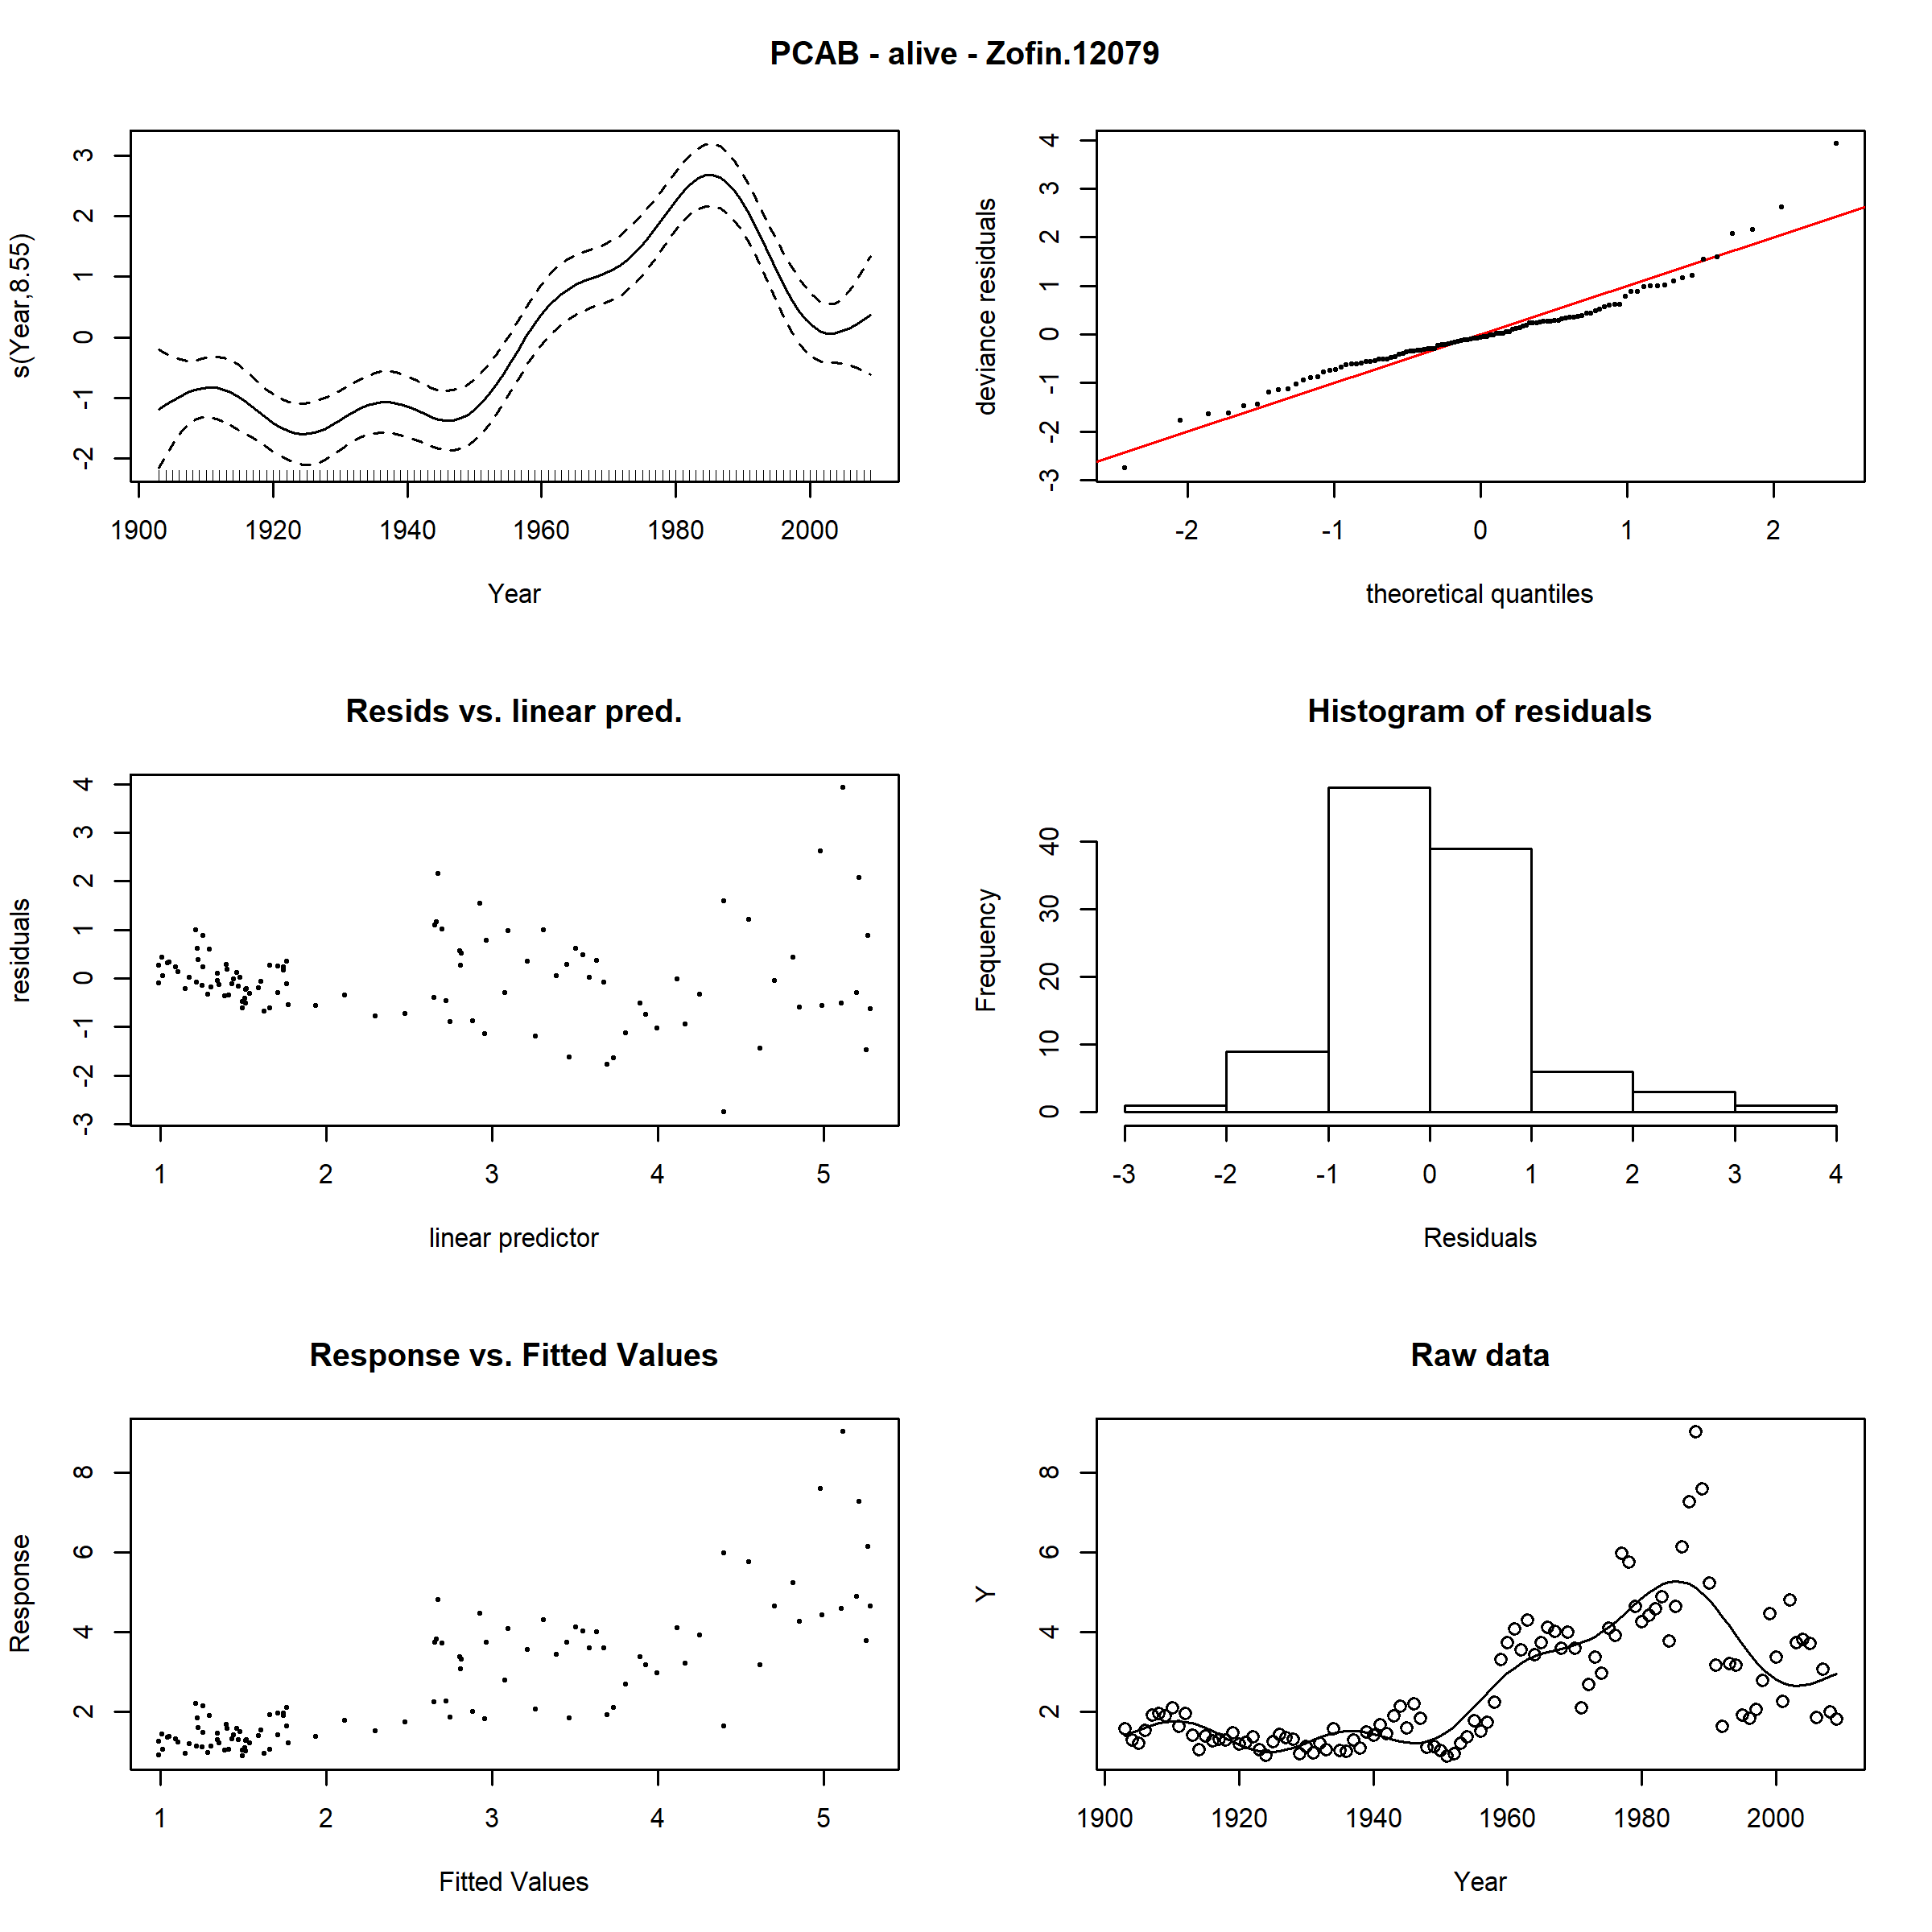 PCAB - alive - Zofin.12079
s(Year,8.55)
3
2
1
0
-1
-2
1900 1920 1940 1960 1980 2000
Year
deviance residuals
4
3
2
1
0
-1
-2
-3
-2 -1 0 1 2
theoretical quantiles
Resids vs. linear pred.
residuals
4
3
2
1
0
-1
-2
-3
1 2 3 4 5
linear predictor
Histogram of residuals
Frequency
40
30
20
10
0
-3 -2 -1 0 1 2 3 4
Residuals
Response vs. Fitted Values
Response
8
6
4
2
1 2 3 4 5
Fitted Values
Raw data
Y
8
6
4
2
1900 1920 1940 1960 1980 2000
Year